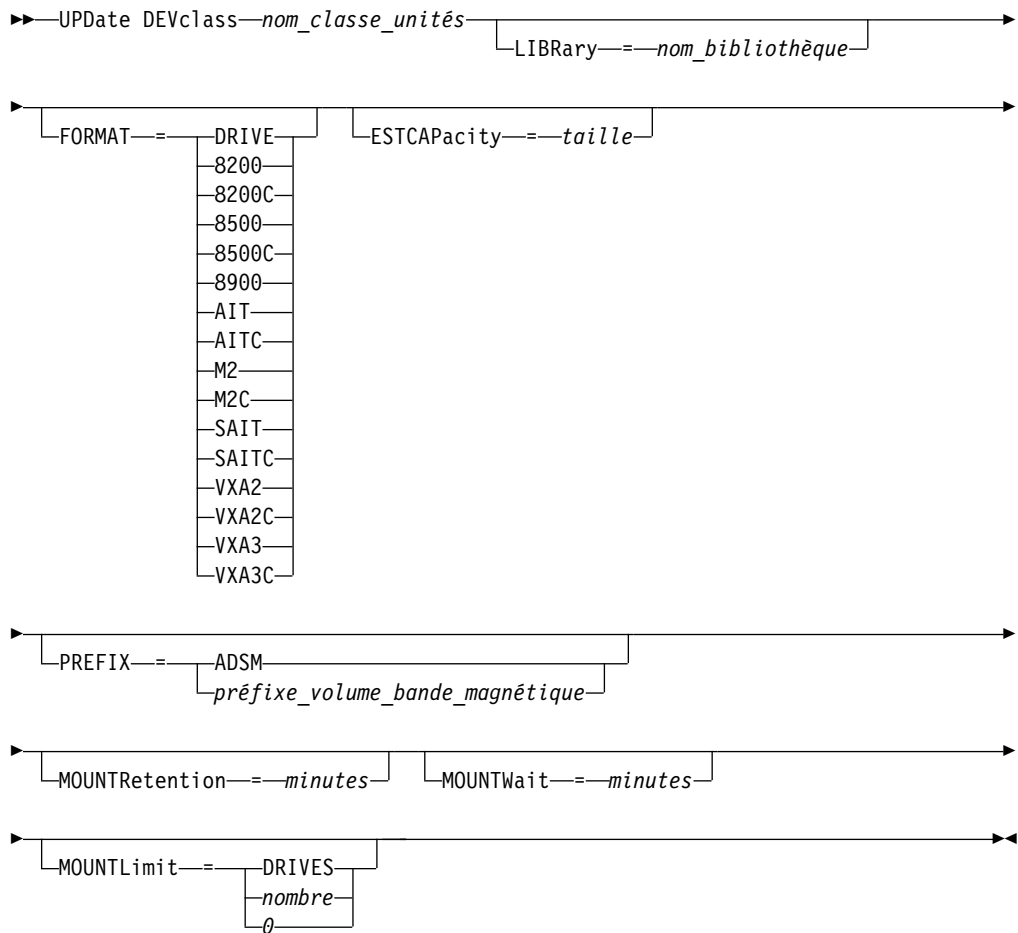 UPDate DEVclass nom_classe_unités
LIBRary = nom_bibliothèque
FORMAT = DRIVE ESTCAPacity = taille
8200
8200C
8500
8500C
8900
AIT
AITC
M2
M2C
SAIT
SAITC
VXA2
VXA2C
VXA3
VXA3C
PREFIX = ADSM
préfixe_volume_bande_magnétique
MOUNTRetention = minutes MOUNTWait = minutes
MOUNTLimit = DRIVES
nombre
0